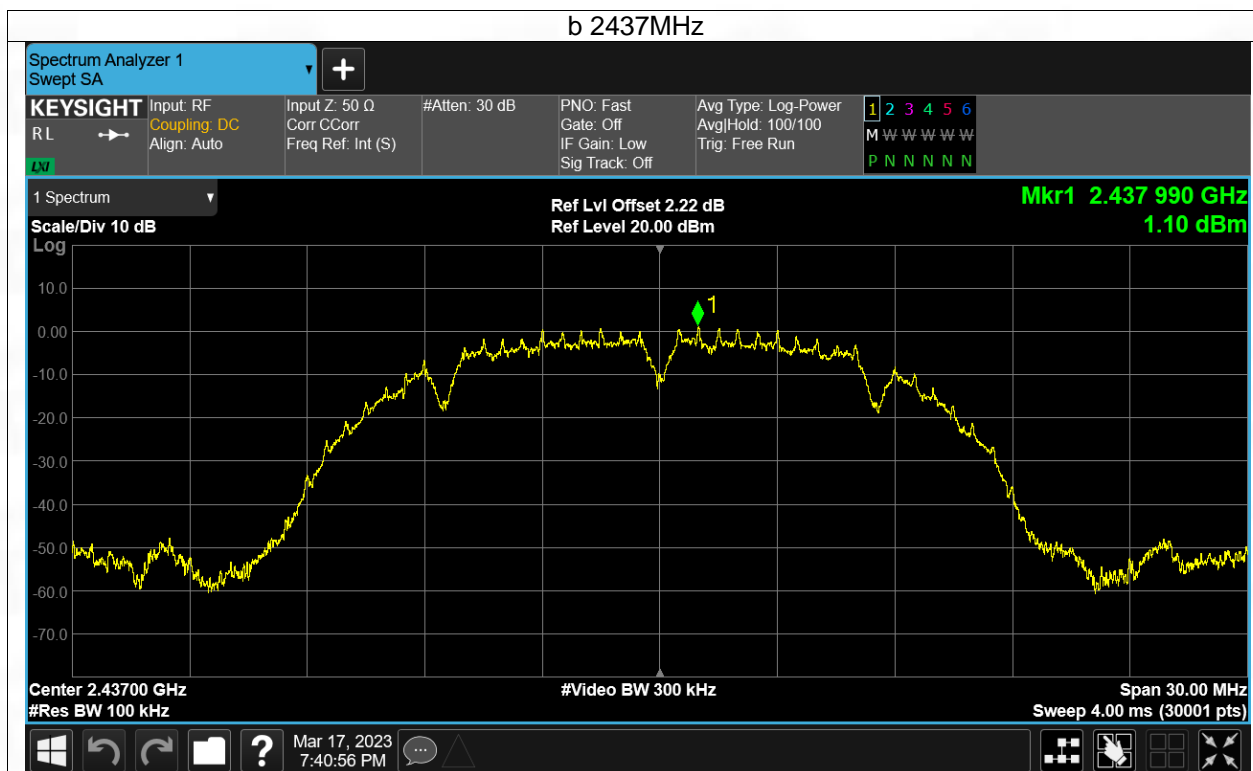 b 2437MHz
Spectrum Analyzer 1
Swept SA
KEYSIGHT
R L
LXI
Input: RF
Coupling: DC
Align: Auto
Input Z: 50 Ω
Corr CCorr
Freq Ref: Int (S)
#Atten: 30 dB
PNO: Fast
Gate: Off
IF Gain: Low
Sig Track: Off
Avg Type: Log-Power
Avg|Hold: 100/100
Trig: Free Run
1 2 3 4 5 6
M W W W W W
P N N N N N
1 Spectrum
Scale/Div 10 dB
Ref Lvl Offset 2.22 dB
Ref Level 20.00 dBm
Mkr1 2.437 990 GHz
1.10 dBm
Log
10.0
0.00
-10.0
-20.0
-30.0
-40.0
-50.0
-60.0
-70.0
1
Center 2.43700 GHz
#Res BW 100 kHz
#Video BW 300 kHz
Span 30.00 MHz
Sweep 4.00 ms (30001 pts)
?
Mar 17, 2023
7:40:56 PM